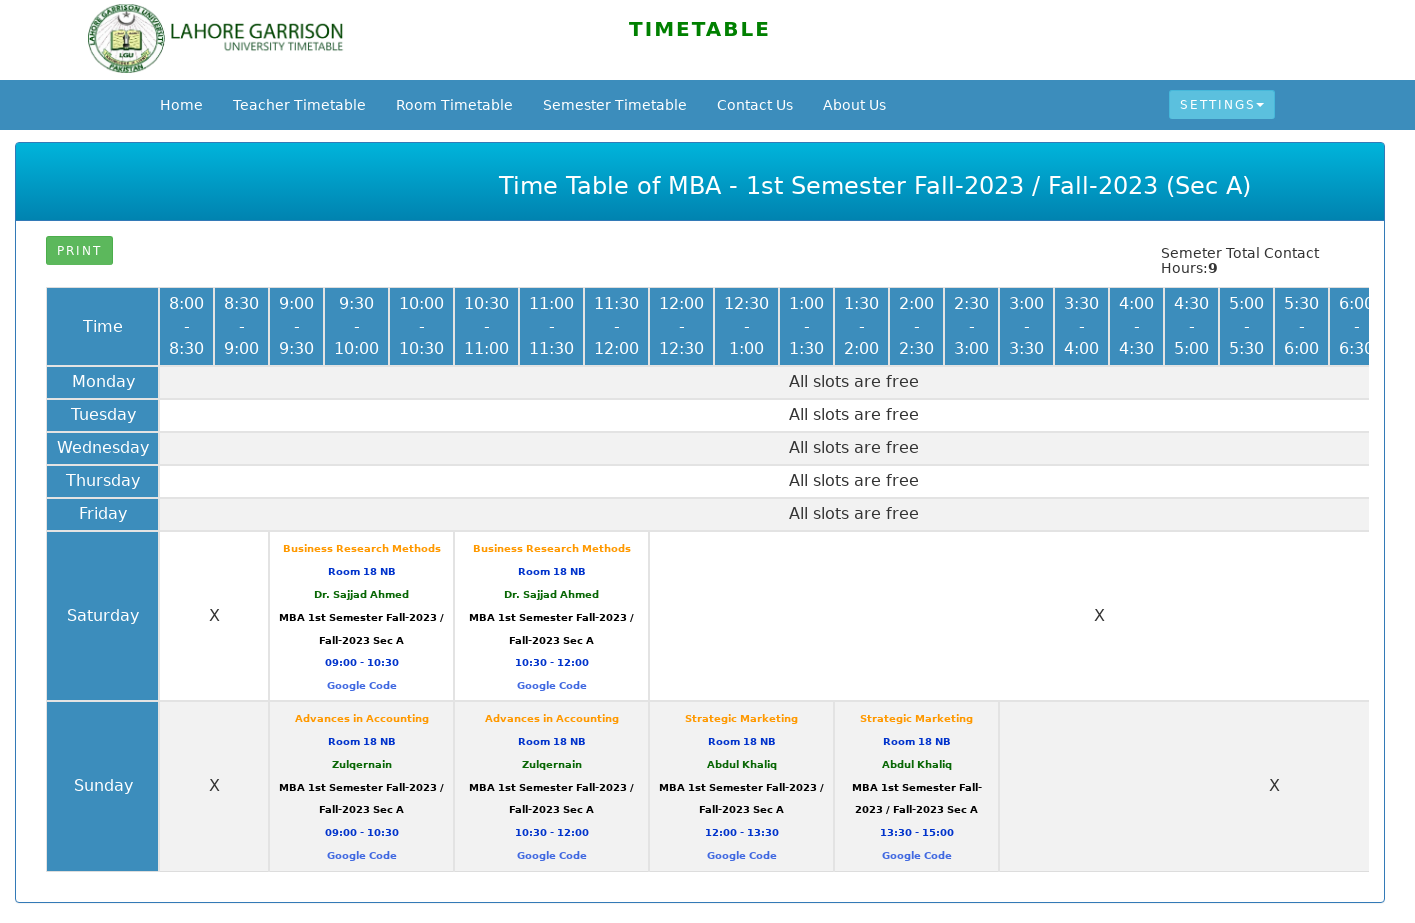 LAHORE GARRISON
UNIVERSITY TIMETABLE
LAHORE GARRISON UNIVERSITY
LGU
PAKISTAN
TIMETABLE
Home
Teacher Timetable
Room Timetable
Semester Timetable
Contact Us
About Us
SETTINGS
Time Table of MBA - 1st Semester Fall-2023 / Fall-2023 (Sec A)
PRINT
Semeter Total Contact
Hours:9
Time
8:00
-
8:30
8:30
-
9:00
9:00
-
9:30
9:30
-
10:00
10:00
-
10:30
10:30
-
11:00
11:00
-
11:30
11:30
-
12:00
12:00
-
12:30
12:30
-
1:00
1:00
-
1:30
1:30
-
2:00
2:00
-
2:30
2:30
-
3:00
3:00
-
3:30
3:30
-
4:00
4:00
-
4:30
4:30
-
5:00
5:00
-
5:30
5:30
-
6:00
6:00
-
6:30
Monday
All slots are free
Tuesday
All slots are free
Wednesday
All slots are free
Thursday
All slots are free
Friday
All slots are free
Saturday
X
Business Research Methods
Room 18 NB
Dr. Sajjad Ahmed
MBA 1st Semester Fall-2023 /
Fall-2023 Sec A
09:00 - 10:30
Google Code
Business Research Methods
Room 18 NB
Dr. Sajjad Ahmed
MBA 1st Semester Fall-2023 /
Fall-2023 Sec A
10:30 - 12:00
Google Code
X
Sunday
X
Advances in Accounting
Room 18 NB
Zulqernain
MBA 1st Semester Fall-2023 /
Fall-2023 Sec A
09:00 - 10:30
Google Code
Advances in Accounting
Room 18 NB
Zulqernain
MBA 1st Semester Fall-2023 /
Fall-2023 Sec A
10:30 - 12:00
Google Code
Strategic Marketing
Room 18 NB
Abdul Khaliq
MBA 1st Semester Fall-2023 /
Fall-2023 Sec A
12:00 - 13:30
Google Code
Strategic Marketing
Room 18 NB
Abdul Khaliq
MBA 1st Semester Fall-
2023 / Fall-2023 Sec A
13:30 - 15:00
Google Code
X